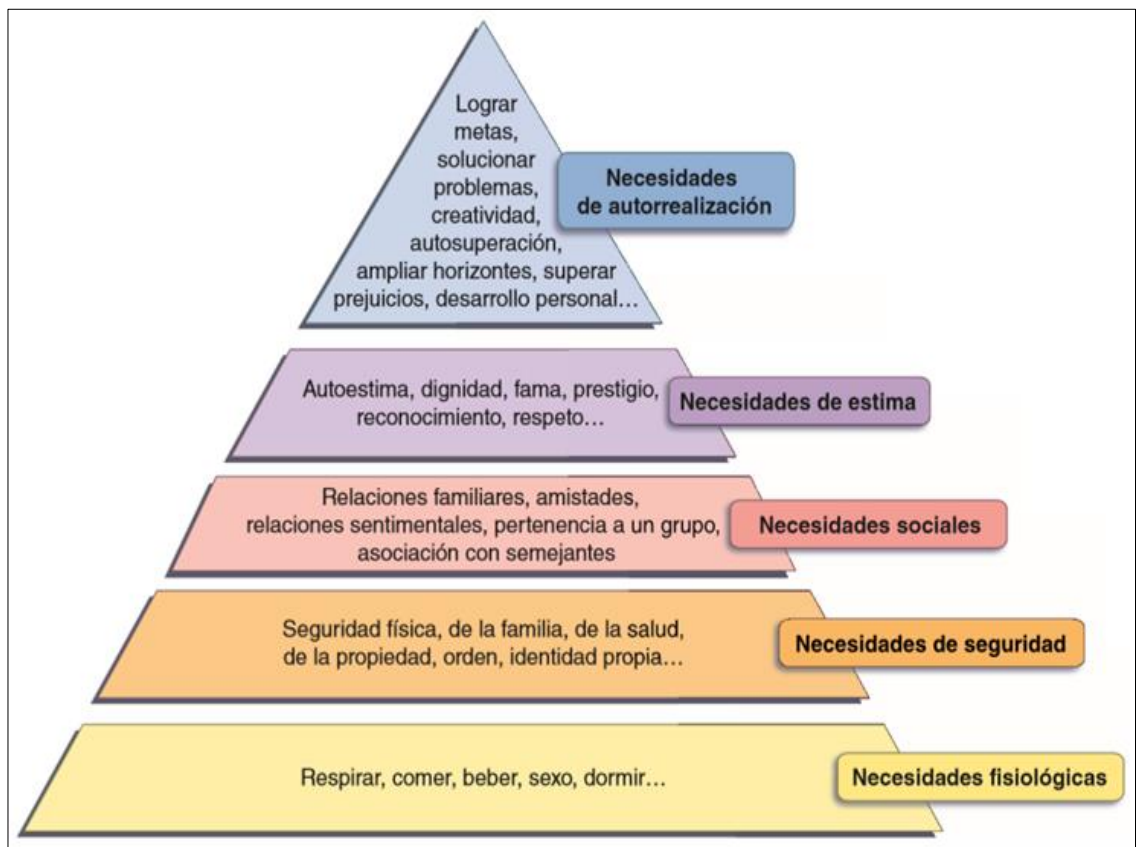 Lograr
metas,
solucionar
problemas,
creatividad,
autosuperación,
ampliar horizontes, superar
prejuicios, desarrollo personal…
Necesidades
de autorrealización
Autoestima, dignidad, fama, prestigio,
reconocimiento, respeto…
Necesidades de estima
Relaciones familiares, amistades,
relaciones sentimentales, pertenencia a un grupo,
asociación con semejantes
Necesidades sociales
Seguridad física, de la familia, de la salud,
de la propiedad, orden, identidad propia…
Necesidades de seguridad
Respirar, comer, beber, sexo, dormir…
Necesidades fisiológicas